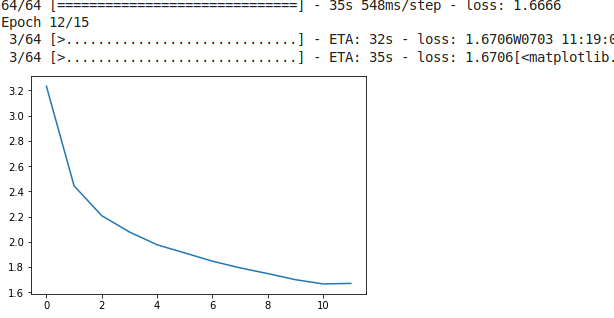 64/64 [==============================] - 35s 548ms/step - loss: 1.6666
Epoch 12/15
3/64 [>.............................] - ETA: 32s - loss: 1.6706W0703 11:19:0
3/64 [>.............................] - ETA: 35s - loss: 1.6706[<matplotlib.
3.2
3.0
2.8
2.6
2.4
2.2
2.0
1.8
1.6
0 2 4 6 8 10